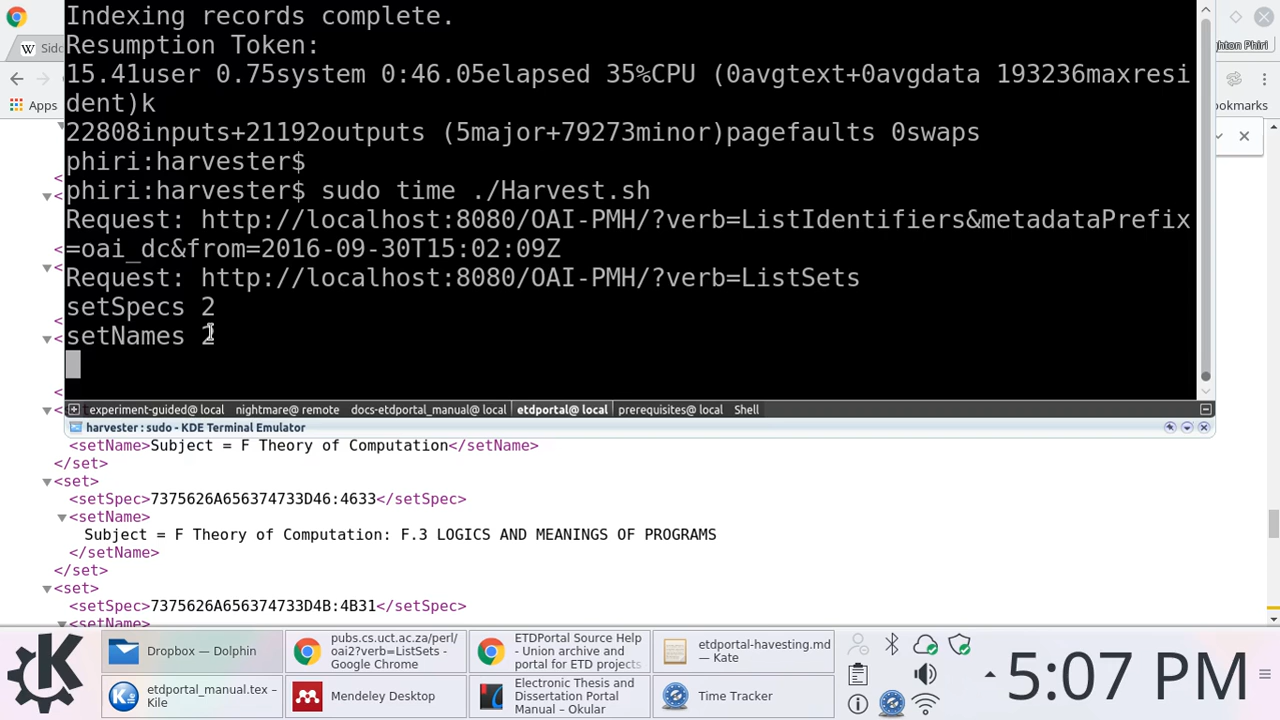 Indexing records complete.
Resumption Token:
15.41user 0.75system 0:46.05elapsed 35%CPU (0avgtext+0avgdata 193236maxresi
dent)k
22808inputs+21192outputs (5major+79273minor)pagefaults 0swaps
phiri:harvester$
phiri:harvester$ sudo time ./Harvest.sh
Request: http://localhost:8080/OAI-PMH/?verb=ListIdentifiers&metadataPrefix
=oai_dc&from=2016-09-30T15:02:09Z
Request: http://localhost:8080/OAI-PMH/?verb=ListSets
setSpecs 2
setNames 2
W Sido
ghton Phiri
Apps
ookmarks
experiment-guided@ local nightmare@ remote docs-etdportal_manual@ local etdportal@ local prerequisites@ local Shell
harvester : sudo - KDE Terminal Emulator
<setName>Subject = F Theory of Computation</setName>
</set>
<set>
<setSpec>7375626A656374733D46:4633</setSpec>
<setName>
Subject = F Theory of Computation: F.3 LOGICS AND MEANINGS OF PROGRAMS
</setName>
</set>
<set>
<setSpec>7375626A656374733D4B:4B31</setSpec>
<setName>
Dropbox — Dolphin
pubs.cs.uct.ac.za/perl/
oai2?verb=ListSets -
Google Chrome
ETDPortal Source Help
- Union archive and
portal for ETD projects
etdportal-havesting.md
— Kate
etdportal_manual.tex –
Kile
Mendeley Desktop
Electronic Thesis and
Dissertation Portal
Manual – Okular
Time Tracker
5:07 PM